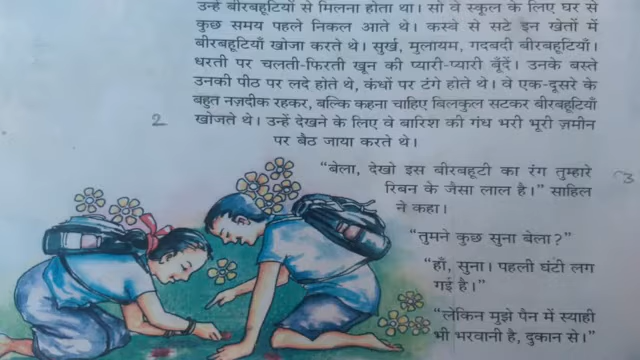 उन्हें बीरबहूटियों से मिलना होता था। सो वे स्कूल के लिए घर से
कुछ समय पहले निकल आते थे। कस्बे से सटे इन खेतों में
बीरबहूटियाँ खोजा करते थे। सुर्ख, मुलायम, गदबदी बीरबहूटियाँ।
धरती पर चलती-फिरती खून की प्यारी-प्यारी बूँदें। उनके बस्ते
उनकी पीठ पर लदे होते थे, कंधों पर टंगे होते थे। वे एक-दूसरे के
बहुत नज़दीक रहकर, बल्कि कहना चाहिए बिलकुल सटकर बीरबहूटियाँ
खोजते थे। उन्हें देखने के लिए वे बारिश की गंध भरी भूरी ज़मीन
2
पर बैठ जाया करते थे।
“बेला, देखो इस बीरबहूटी का रंग तुम्हारे
रिबन के जैसा लाल है।” साहिल
3
ने कहा।
“तुमने कुछ सुना बेला?”
“हाँ, सुना। पहली घंटी लग
गई है।”
“लेकिन मुझे पैन में स्याही
भी भरवानी है, दुकान से।”